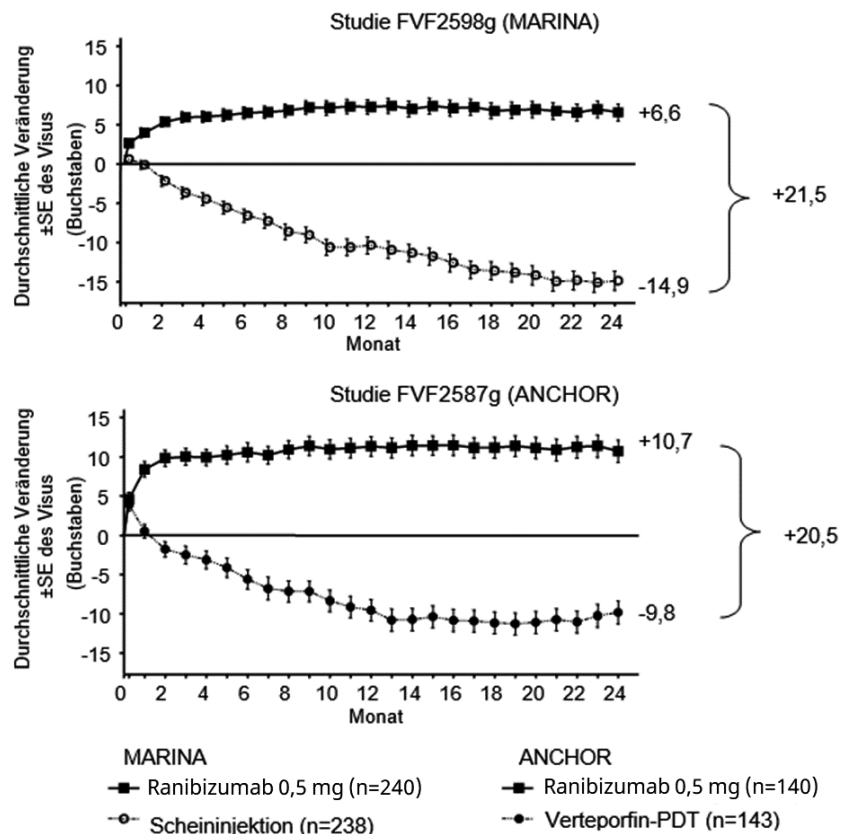 Studie FVF2598g (MARINA)
Durchschnittliche Veränderung
±SE des Visus
(Buchstaben)
15
10
5
0
-5
-10
-15
+6,6
-14,9
+21,5
0 2 4 6 8 10 12 14 16 18 20 22 24
Monat
Studie FVF2587g (ANCHOR)
Durchschnittliche Veränderung
±SE des Visus
(Buchstaben)
15
10
5
0
-5
-10
-15
+10,7
-9,8
+20,5
0 2 4 6 8 10 12 14 16 18 20 22 24
Monat
MARINA
Ranibizumab 0,5 mg (n=240)
Scheininjektion (n=238)
ANCHOR
Ranibizumab 0,5 mg (n=140)
Verteporfin-PDT (n=143)